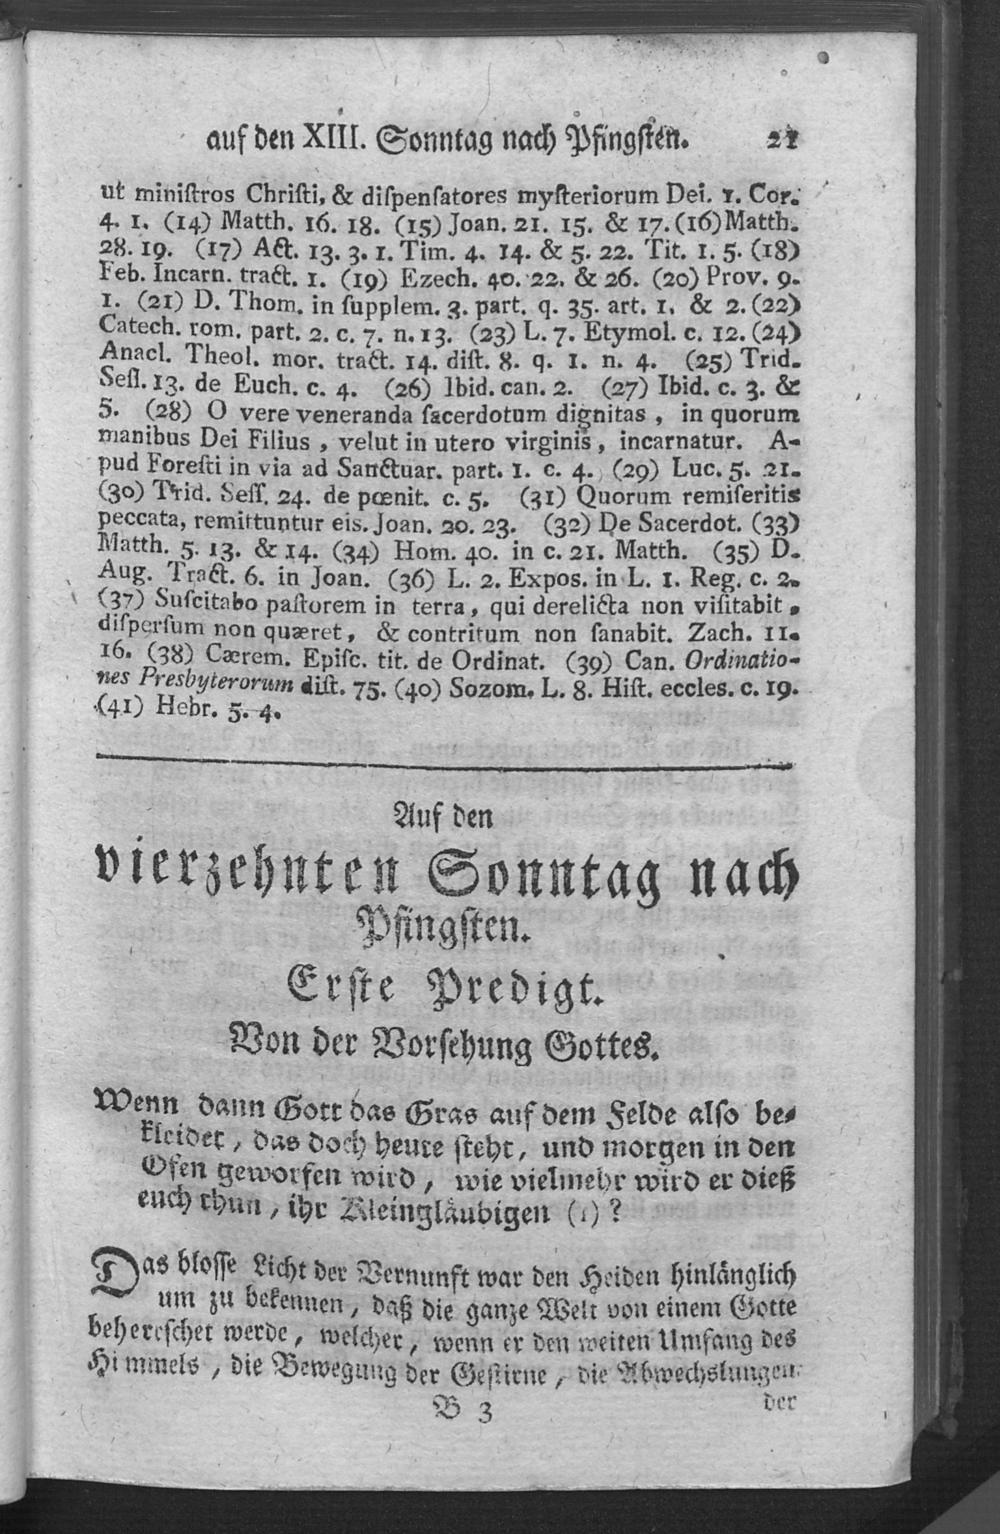 auf den XIII. Sonntag nach Pfingsten. 21
ut ministros Christi, & dispensatores mysteriorum Dei. 1. Cor.
4. 1. (14) Matth. 16. 18. (15) Joan. 21. 15. & 17. (16) Matth.
28. 19. (17) Act. 13. 3. 1. Tim. 4. 14. & 5. 22. Tit. 1. 5. (18)
Feb. Incarn. tract. 1. (19) Ezech. 40. 22. & 26. (20) Prov. 9.
1. (21) D. Thom. in supplem. 3. part. q. 35. art. 1. & 2. (22)
Catech. rom. part. 2. c. 7. n. 13. (23) L. 7. Etymol. c. 12. (24)
Anacl. Theol. mor. tract. 14. dist. 8. q. 1. n. 4. (25) Trid.
Sess. 13. de Euch. c. 4. (26) Ibid. can. 2. (27) Ibid. c. 3. &
5. (28) O vere veneranda sacerdotum dignitas, in quorum
manibus Dei Filius, velut in utero virginis, incarnatur. A-
pud Foresti in via ad Sanctuar. part. 1. c. 4. (29) Luc. 5. 21.
(30) Trid. Sess. 24. de pœnit. c. 5. (31) Quorum remiseritis
peccata, remittuntur eis. Joan. 20. 23. (32) De Sacerdot. (33)
Matth. 5. 13. & 14. (34) Hom. 40. in c. 21. Matth. (35) D.
Aug. Tract. 6. in Joan. (36) L. 2. Expos. in L. 1. Reg. c. 2.
(37) Suscitabo pastorem in terra, qui derelicta non visitabit,
dispersum non quæret, & contritum non sanabit. Zach. 11.
16. (38) Cærem. Episc. tit. de Ordinat. (39) Can. Ordinatio-
nes Presbyterorum dist. 75. (40) Sozom. L. 8. Hist. eccles. c. 19.
(41) Hebr. 5. 4.
Auf den
vierzehnten Sonntag nach
Pfingsten.
Erste Predigt.
Von der Vorsehung Gottes.
Wenn dann Gott das Gras auf dem Felde also be-
kleidet, das doch heute steht, und morgen in den
Ofen geworfen wird, wie vielmehr wird er dieß
euch thun, ihr Kleingläubigen (1)?
Das blosse Licht der Vernunft war den Heiden hinlänglich
um zu bekennen, daß die ganze Welt von einem Gotte
beherrschet werde, welcher, wenn er den weiten Umfang des
Himmels, die Bewegung der Gestirne, die Abwechslungen
B 3 der